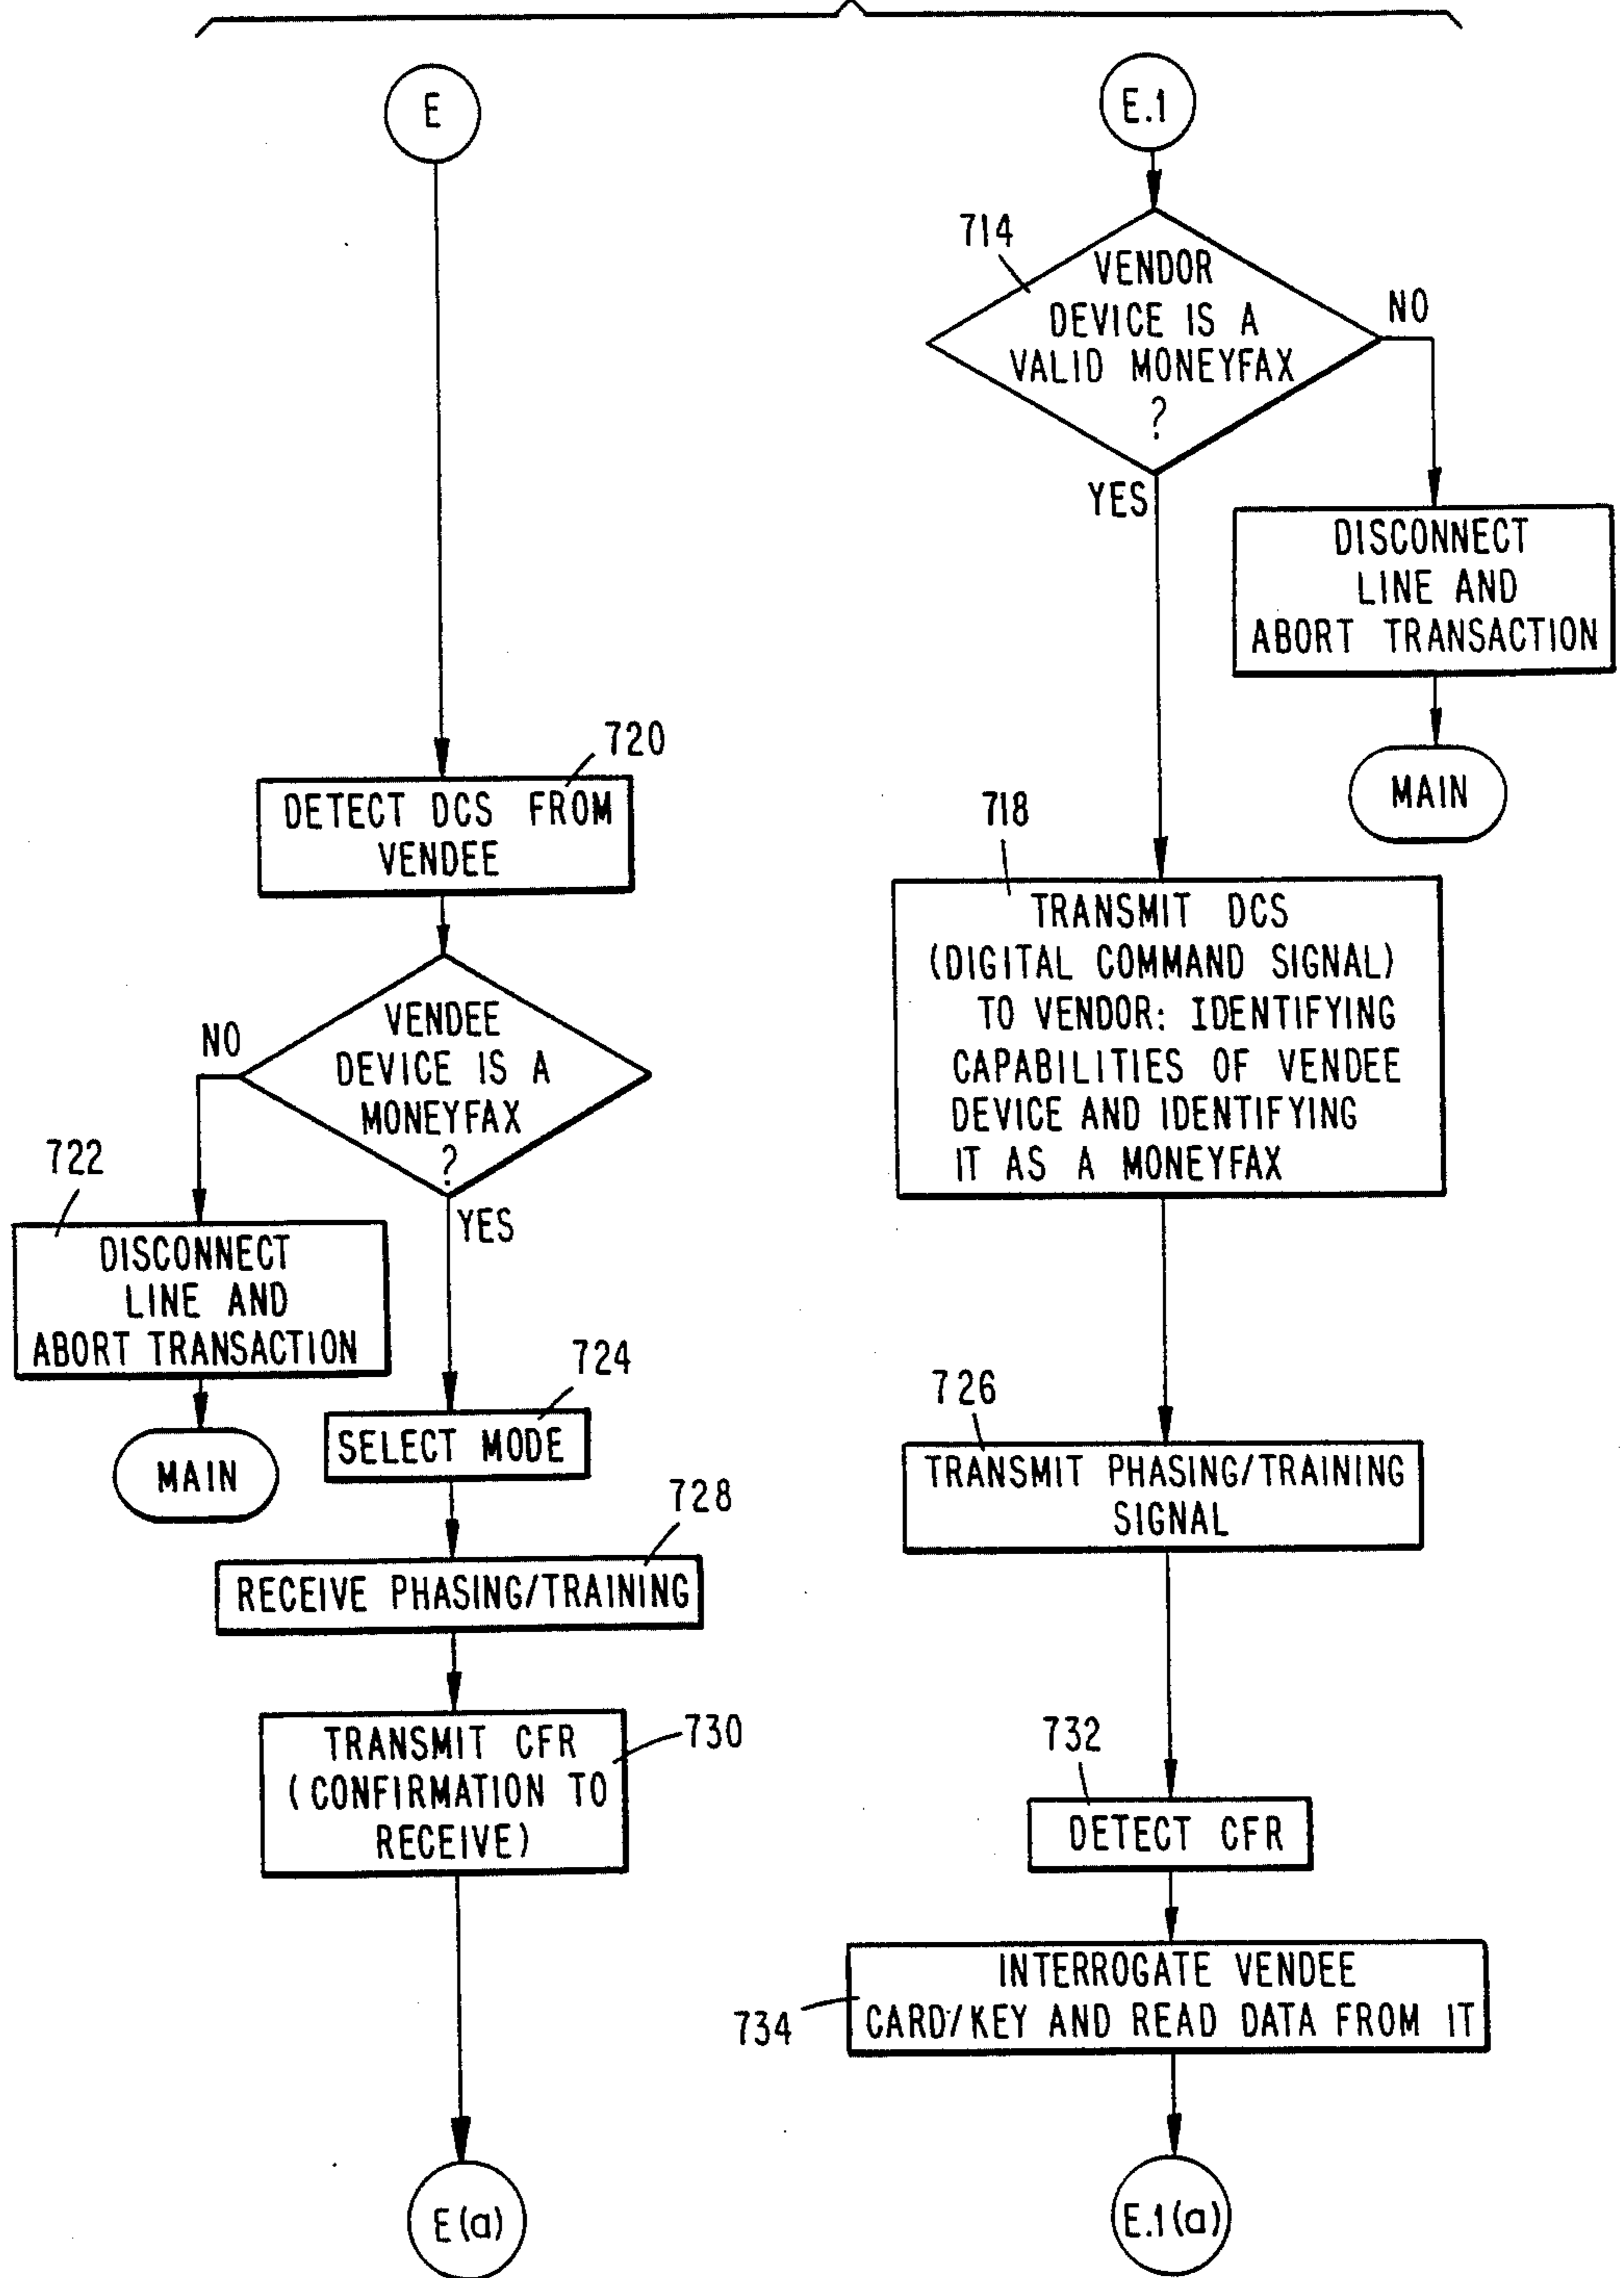 E
720
DETECT DCS FROM
VENDEE
VENDEE
DEVICE IS A
MONEYFAX
?
NO
YES
722
DISCONNECT
LINE AND
ABORT TRANSACTION
MAIN
724
SELECT MODE
728
RECEIVE PHASING/TRAINING
730
TRANSMIT CFR
(CONFIRMATION TO
RECEIVE)
E(a)
E.1
714
VENDOR
DEVICE IS A
VALID MONEYFAX
?
NO
YES
DISCONNECT
LINE AND
ABORT TRANSACTION
MAIN
718
TRANSMIT DCS
(DIGITAL COMMAND SIGNAL)
TO VENDOR: IDENTIFYING
CAPABILITIES OF VENDEE
DEVICE AND IDENTIFYING
IT AS A MONEYFAX
726
TRANSMIT PHASING/TRAINING
SIGNAL
732
DETECT CFR
734
INTERROGATE VENDEE
CARD/KEY AND READ DATA FROM IT
E.1(a)